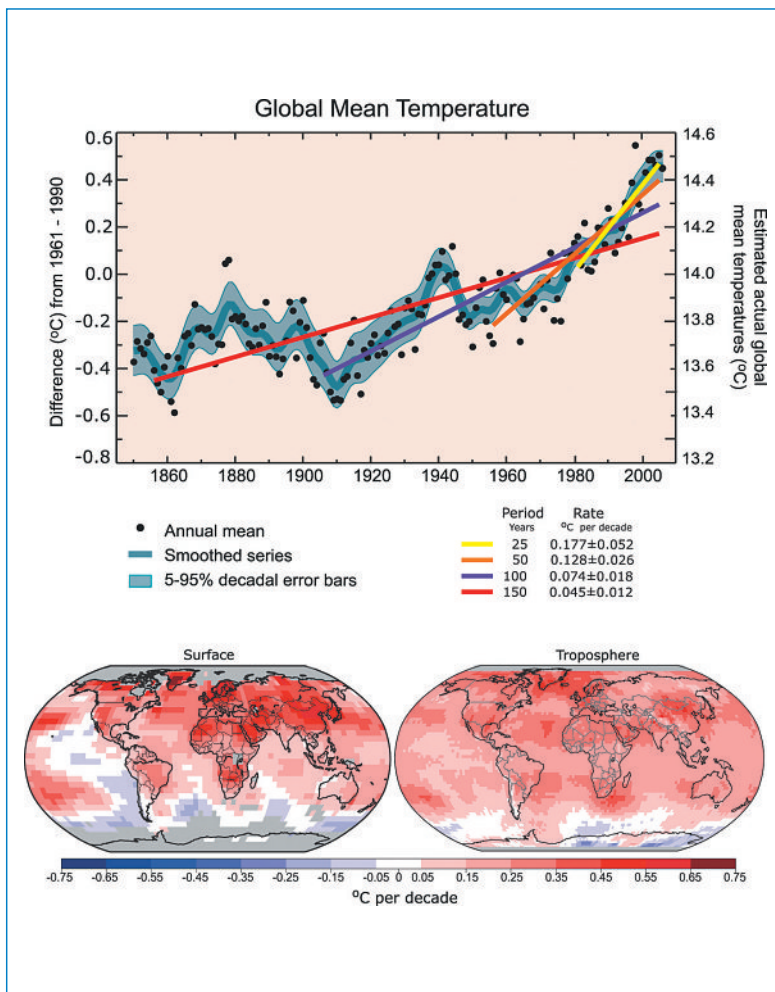 Global Mean Temperature
Difference (ºC) from 1961 - 1990
0.6
0.4
0.2
0.0
-0.2
-0.4
-0.6
-0.8
14.6
14.4
14.2
14.0
13.8
13.6
13.4
13.2
Estimated actual global
mean temperatures (ºC)
1860 1880 1900 1920 1940 1960 1980 2000
Annual mean
Smoothed series
5-95% decadal error bars
Period Rate
Years ºC per decade
25 0.177±0.052
50 0.128±0.026
100 0.074±0.018
150 0.045±0.012
Surface
Troposphere
-0.75 -0.65 -0.55 -0.45 -0.35 -0.25 -0.15 -0.05 0 0.05 0.15 0.25 0.35 0.45 0.55 0.65 0.75
ºC per decade